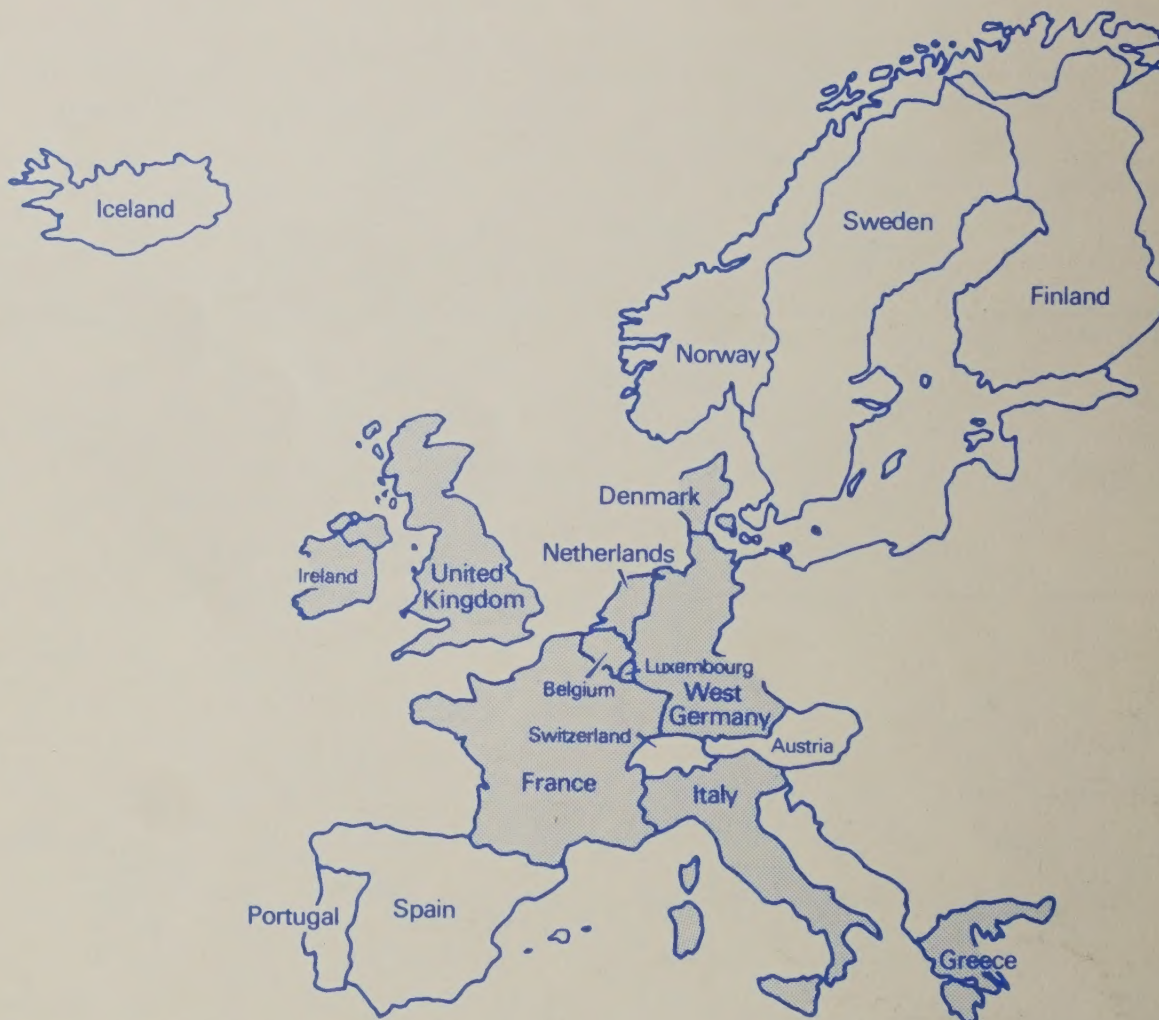 Iceland
Sweden
Finland
Norway
Denmark
Netherlands
Ireland
United
Kingdom
Luxembourg
Belgium
West
Germany
Switzerland
Austria
France
Italy
Portugal
Spain
Greece